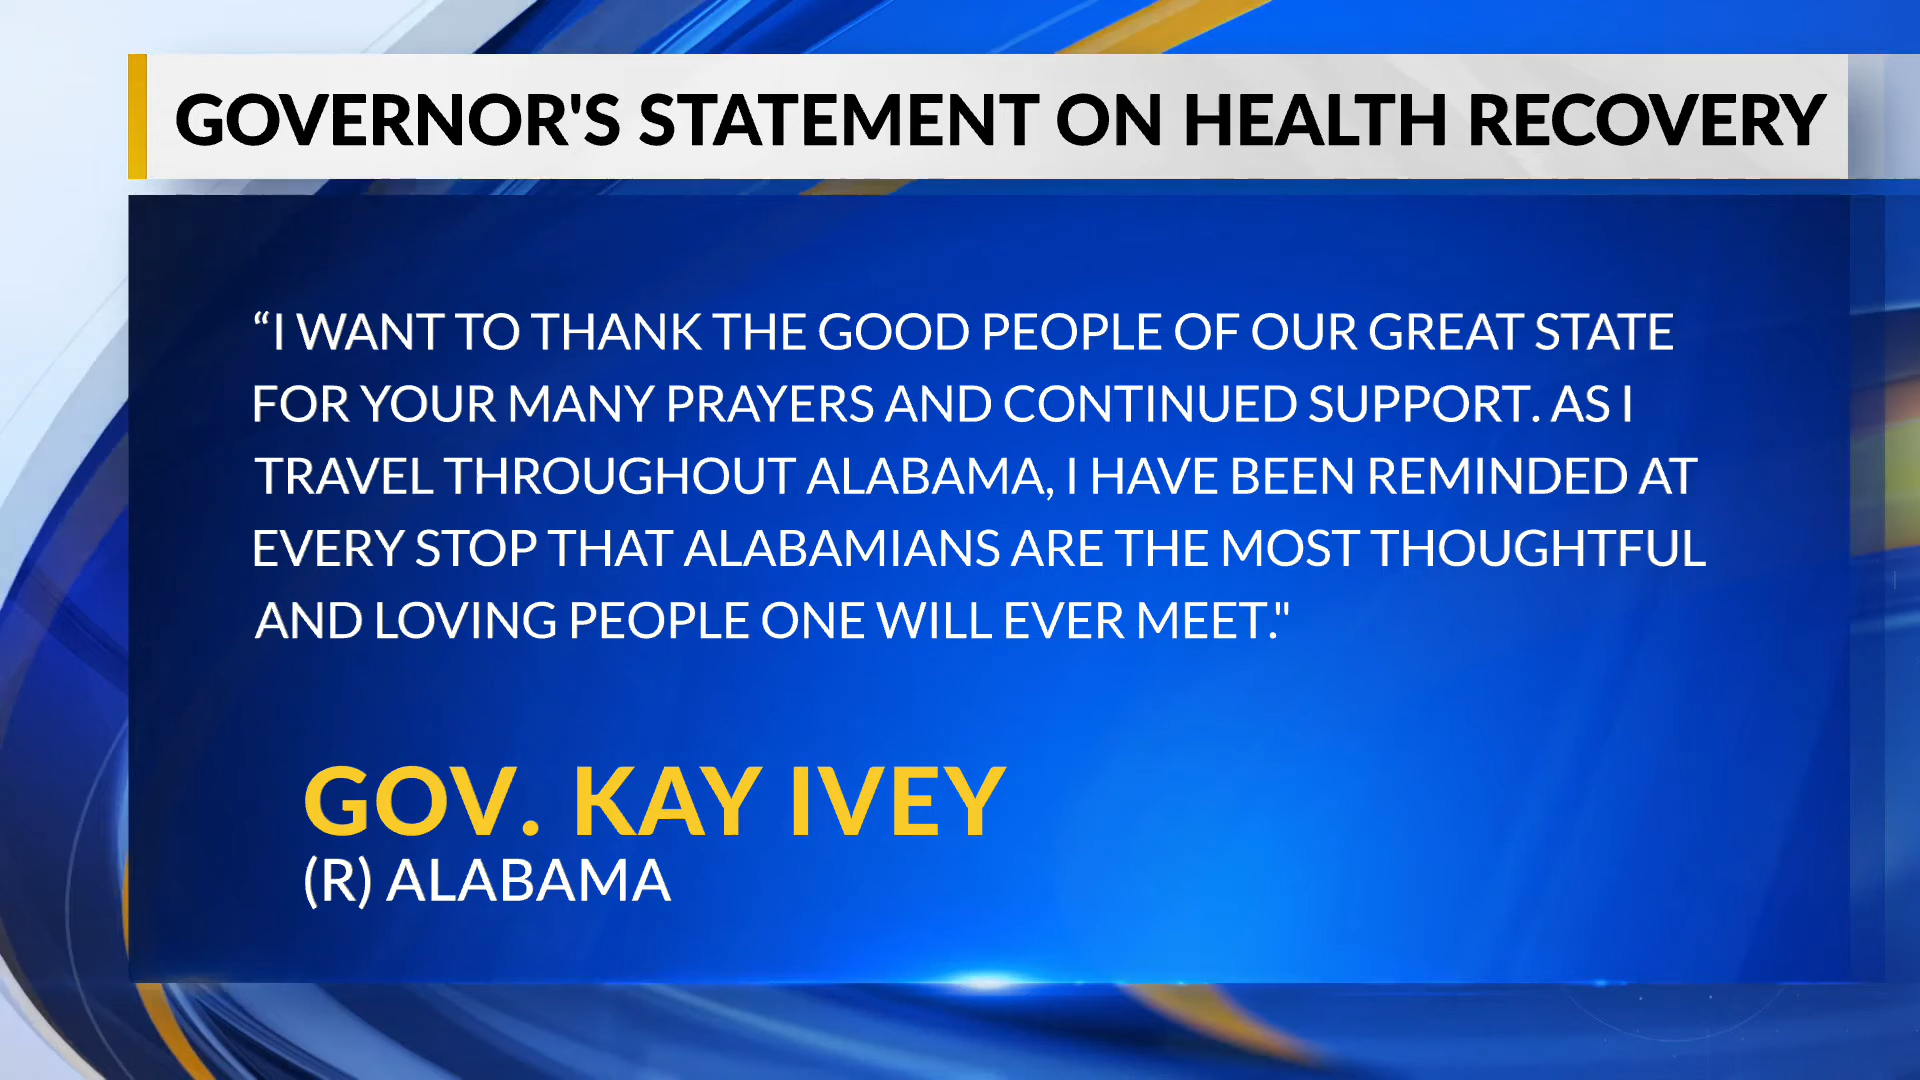 GOVERNOR'S STATEMENT ON HEALTH RECOVERY
“I WANT TO THANK THE GOOD PEOPLE OF OUR GREAT STATE
FOR YOUR MANY PRAYERS AND CONTINUED SUPPORT. AS I
TRAVEL THROUGHOUT ALABAMA, I HAVE BEEN REMINDED AT
EVERY STOP THAT ALABAMIANS ARE THE MOST THOUGHTFUL
AND LOVING PEOPLE ONE WILL EVER MEET."
GOV. KAY IVEY
(R) ALABAMA